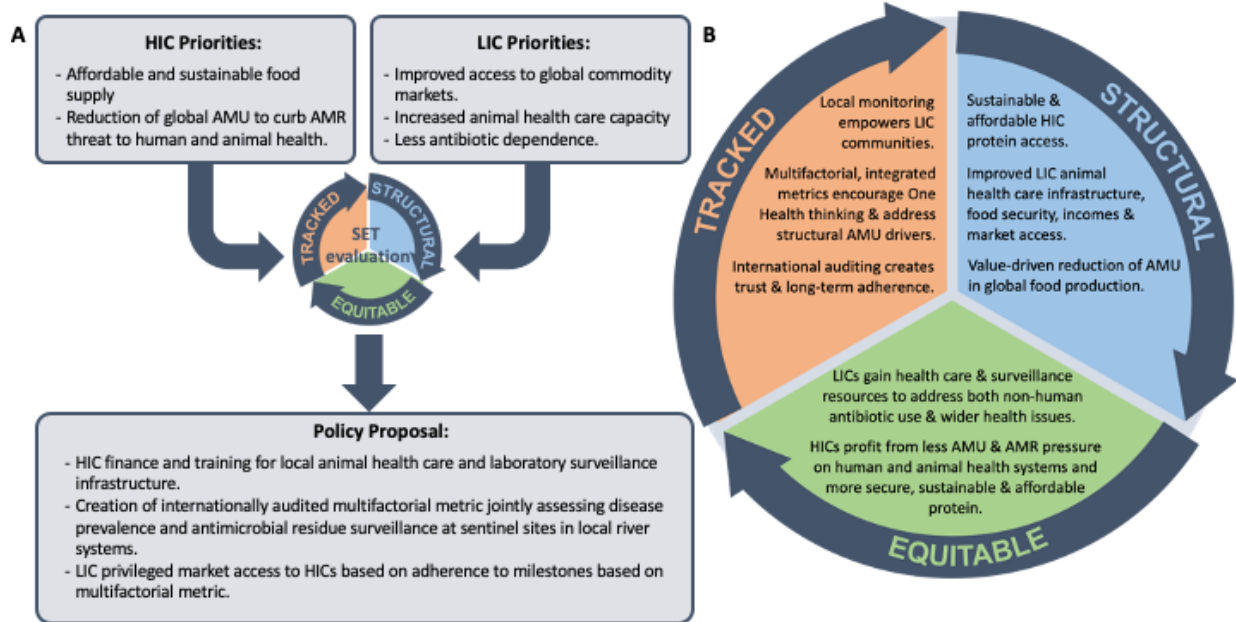 A
HIC Priorities:
- Affordable and sustainable food
supply
- Reduction of global AMU to curb AMR
threat to human and animal health.
LIC Priorities:
- Improved access to global commodity
markets.
- Increased animal health care capacity
- Less antibiotic dependence.
TRACKED
STRUCTURAL
EQUITABLE
SET
evaluation
Policy Proposal:
- HIC finance and training for local animal health care and laboratory surveillance
infrastructure.
- Creation of internationally audited multifactorial metric jointly assessing disease
prevalence and antimicrobial residue surveillance at sentinel sites in local river
systems.
- LIC privileged market access to HICs based on adherence to milestones based on
multifactorial metric.
B
TRACKED
Local monitoring
empowers LIC
communities.
Multifactorial, integrated
metrics encourage One
Health thinking & address
structural AMU drivers.
International auditing creates
trust & long-term adherence.
STRUCTURAL
Sustainable &
affordable HIC
protein access.
Improved LIC animal
health care infrastructure,
food security, incomes &
market access.
Value-driven reduction of AMU
in global food production.
LICs gain health care & surveillance
resources to address both non-human
antibiotic use & wider health issues.
HICs profit from less AMU & AMR pressure
on human and animal health systems and
more secure, sustainable & affordable
protein.
EQUITABLE